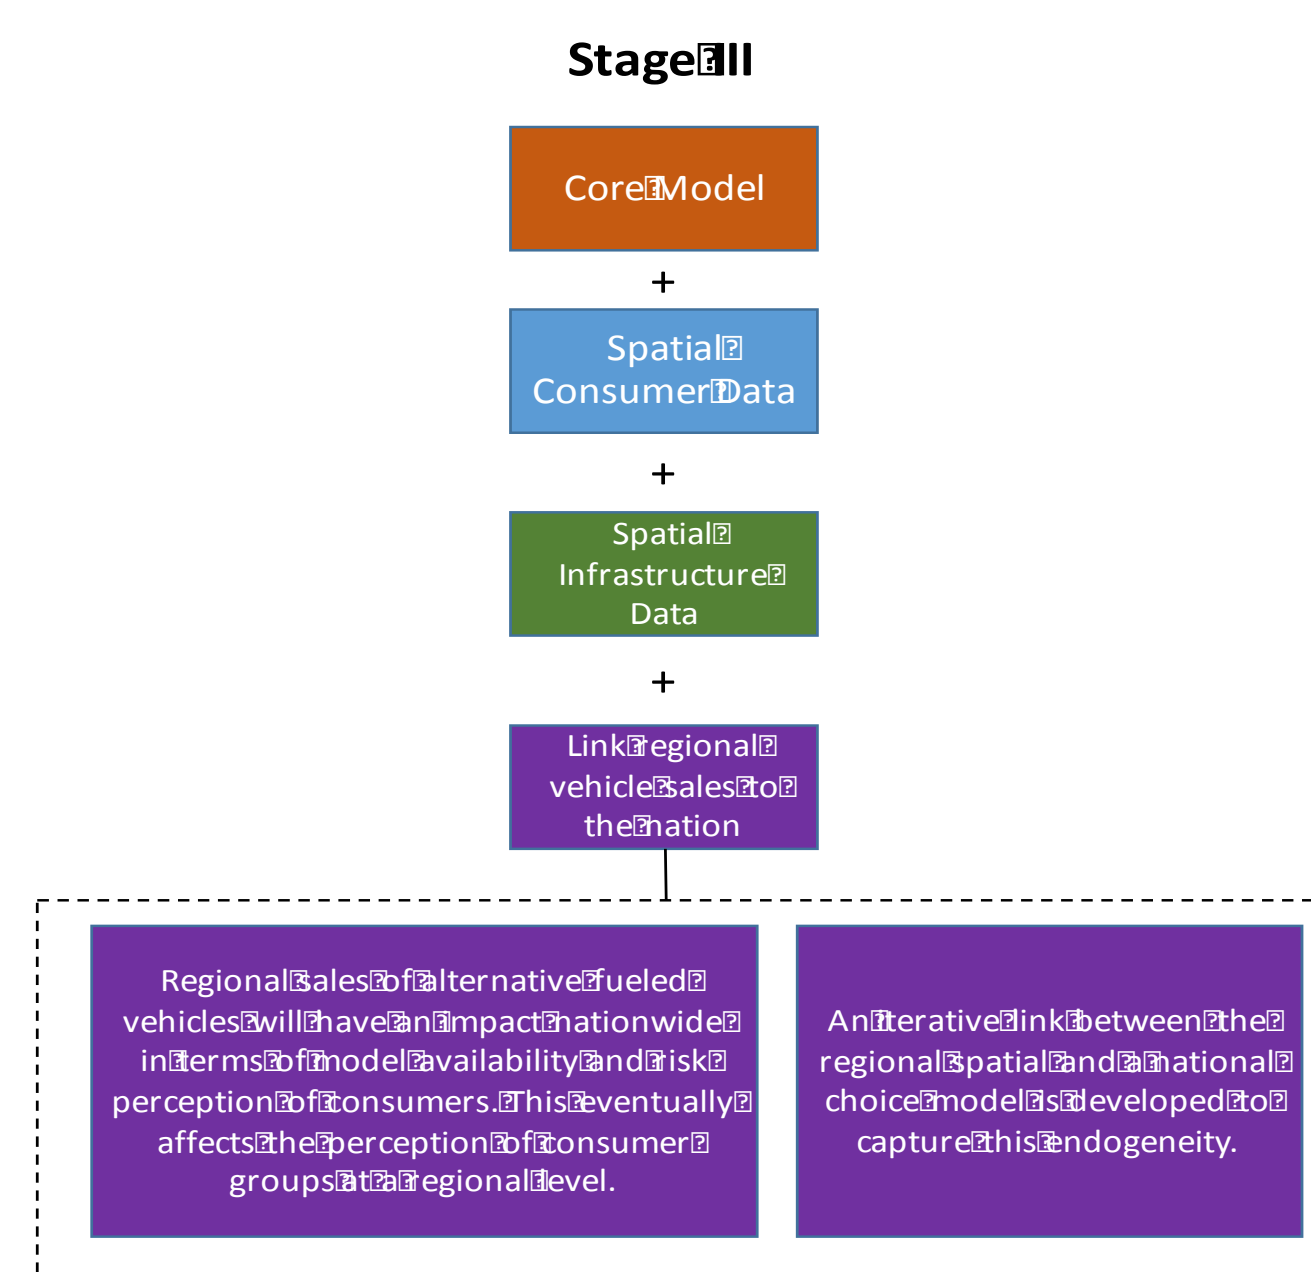 Stage III
Core Model
+
Spatial
Consumer Data
+
Spatial
Infrastructure
Data
+
Link regional
vehicle sales to
the nation
Regional sales of alternative fueled
vehicles will have an impact nationwide
in terms of model availability and risk
perception of consumers. This eventually
affects the perception of consumer
groups at a regional level.
An iterative link between the
regional spatial and a national
choice model is developed to
capture this endogeneity.